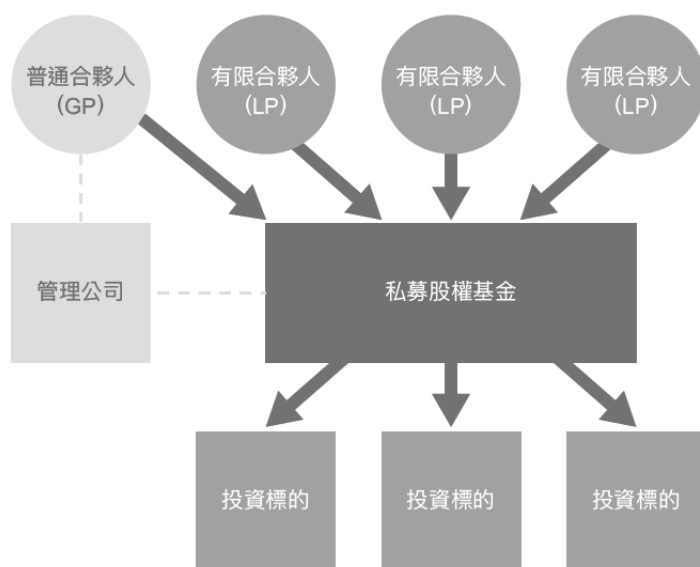 普通合夥人
（GP）
有限合夥人
（LP）
有限合夥人
（LP）
有限合夥人
（LP）
管理公司
私募股權基金
投資標的
投資標的
投資標的